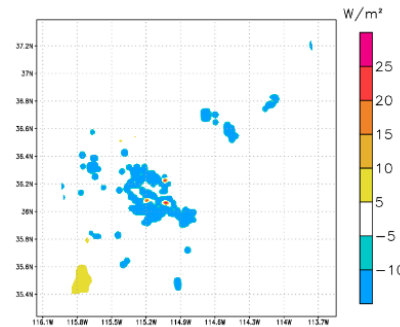 W/m²
37.2N
37N
36.8N
36.6N
36.4N
36.2N
36N
35.8N
35.6N
35.4N
116.1W 115.8W 115.5W 115.2W 114.9W 114.6W 114.3W 114W 113.7W
25
20
15
10
5
−5
−10